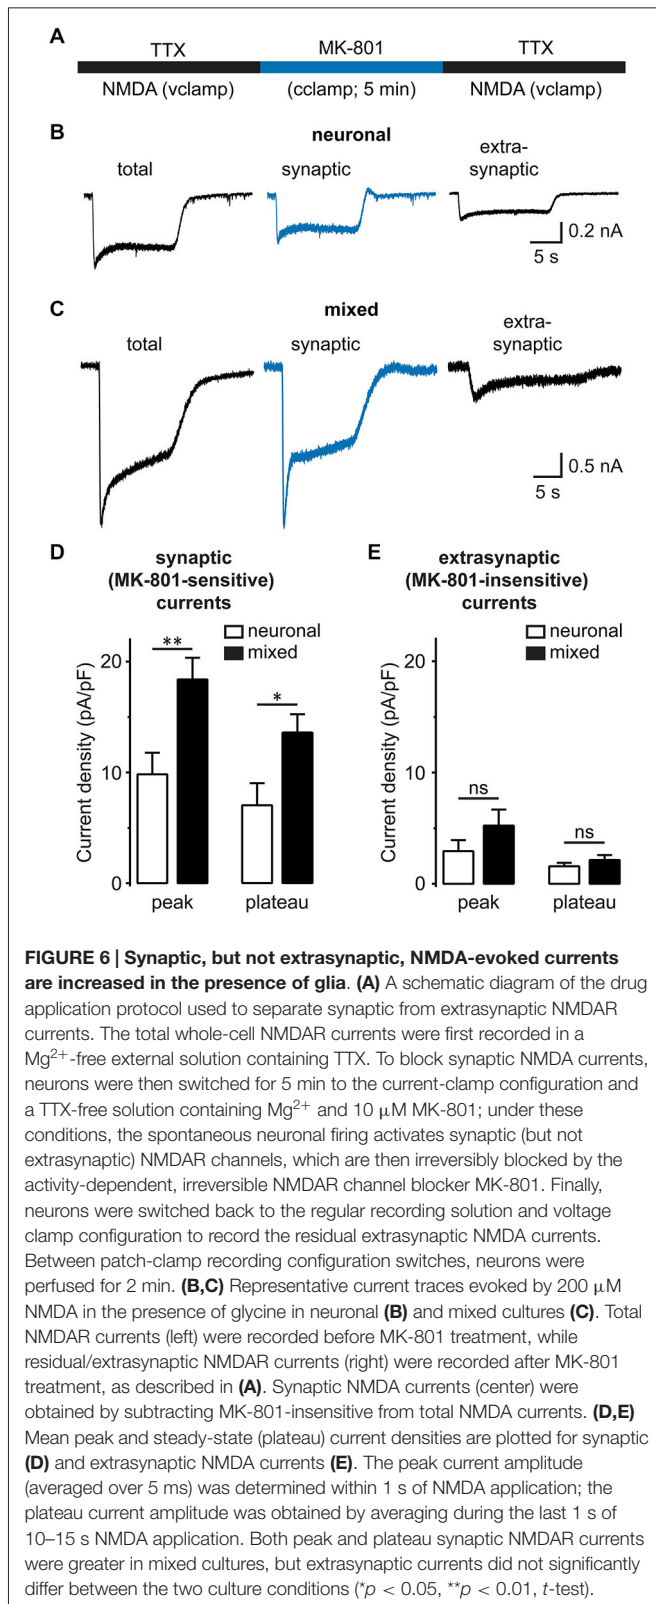 A
TTX MK-801 TTX
NMDA (vclamp) (cclamp; 5 min) NMDA (vclamp)
B
neuronal
total synaptic extra-
synaptic
0.2 nA
5 s
C
mixed
total synaptic extra-
synaptic
0.5 nA
5 s
D synaptic
(MK-801-sensitive)
currents
neuronal
mixed
Current density (pA/pF)
20
10
0
**
*
peak plateau
E extrasynaptic
(MK-801-insensitive)
currents
neuronal
mixed
Current density (pA/pF)
20
10
0
ns
ns
peak plateau
FIGURE 6 | Synaptic, but not extrasynaptic, NMDA-evoked currents
are increased in the presence of glia. (A) A schematic diagram of the drug
application protocol used to separate synaptic from extrasynaptic NMDAR
currents. The total whole-cell NMDAR currents were first recorded in a
Mg2+-free external solution containing TTX. To block synaptic NMDA currents,
neurons were then switched for 5 min to the current-clamp configuration and
a TTX-free solution containing Mg2+ and 10 μM MK-801; under these
conditions, the spontaneous neuronal firing activates synaptic (but not
extrasynaptic) NMDAR channels, which are then irreversibly blocked by the
activity-dependent, irreversible NMDAR channel blocker MK-801. Finally,
neurons were switched back to the regular recording solution and voltage
clamp configuration to record the residual extrasynaptic NMDA currents.
Between patch-clamp recording configuration switches, neurons were
perfused for 2 min. (B,C) Representative current traces evoked by 200 μM
NMDA in the presence of glycine in neuronal (B) and mixed cultures (C). Total
NMDAR currents (left) were recorded before MK-801 treatment, while
residual/extrasynaptic NMDAR currents (right) were recorded after MK-801
treatment, as described in (A). Synaptic NMDA currents (center) were
obtained by subtracting MK-801-insensitive from total NMDA currents. (D,E)
Mean peak and steady-state (plateau) current densities are plotted for synaptic
(D) and extrasynaptic NMDA currents (E). The peak current amplitude
(averaged over 5 ms) was determined within 1 s of NMDA application; the
plateau current amplitude was obtained by averaging during the last 1 s of
10–15 s NMDA application. Both peak and plateau synaptic NMDAR currents
were greater in mixed cultures, but extrasynaptic currents did not significantly
differ between the two culture conditions (*p < 0.05, **p < 0.01, t-test).